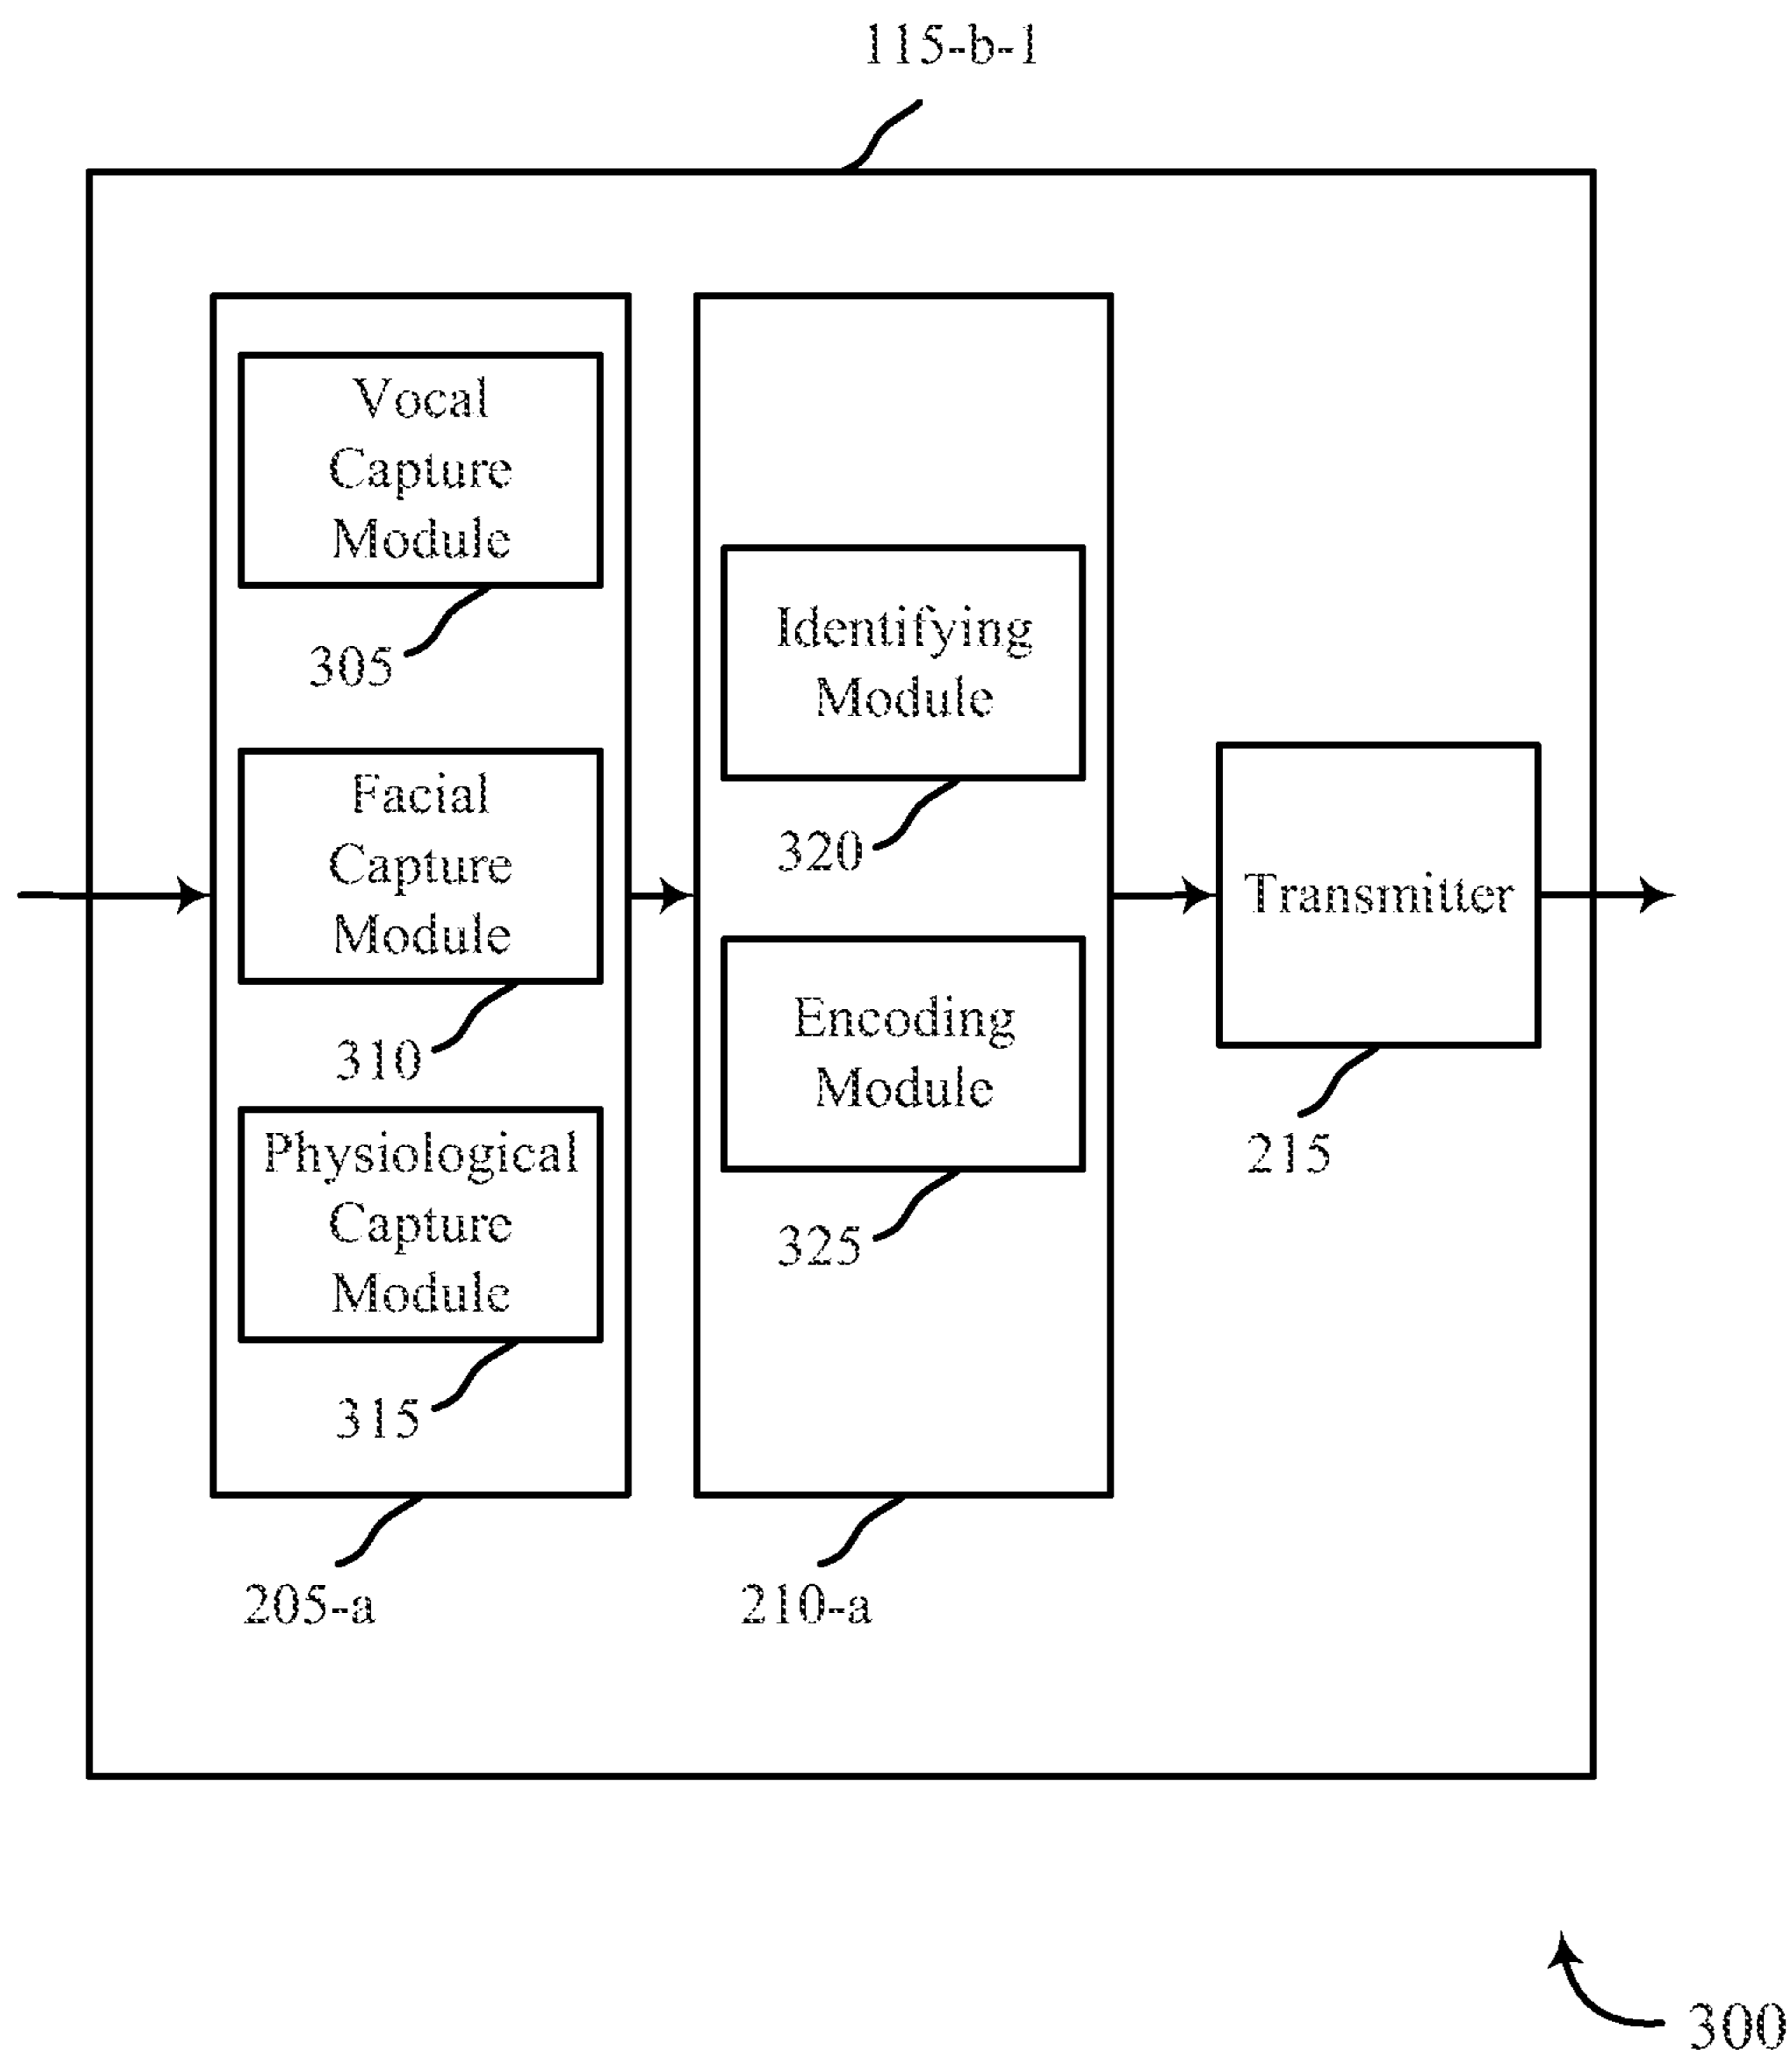 115-b-1
Vocal
Capture
Module
305
Facial
Capture
Module
310
Physiological
Capture
Module
315
205-a
Identifying
Module
320
Encoding
Module
325
210-a
Transmitter
215
300